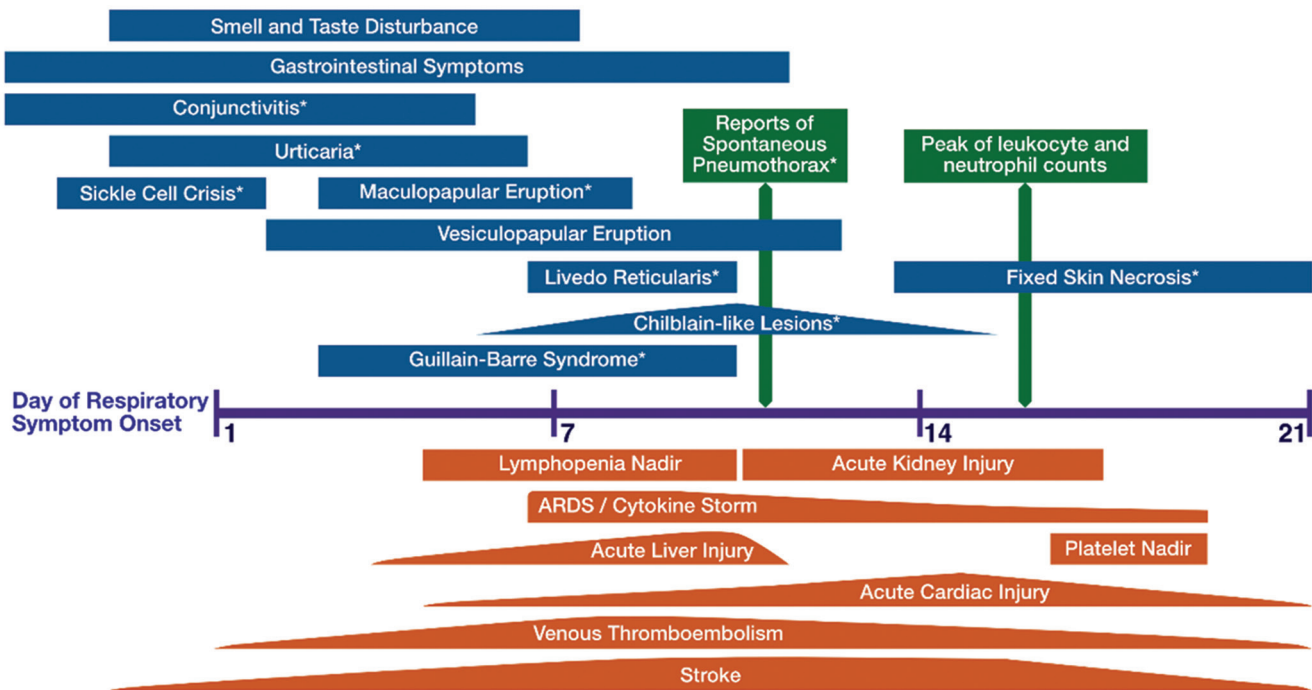 Smell and Taste Disturbance
Gastrointestinal Symptoms
Conjunctivitis*
Reports of
Spontaneous
Pneumothorax*
Peak of leukocyte and
neutrophil counts
Urticaria*
Sickle Cell Crisis*
Maculopapular Eruption*
Vesiculopapular Eruption
Livedo Reticularis*
Fixed Skin Necrosis*
Chilblain-like Lesions*
Guillain-Barre Syndrome*
Day of Respiratory
Symptom Onset
1
7
14
21
Lymphopenia Nadir
Acute Kidney Injury
ARDS / Cytokine Storm
Acute Liver Injury
Platelet Nadir
Acute Cardiac Injury
Venous Thromboembolism
Stroke